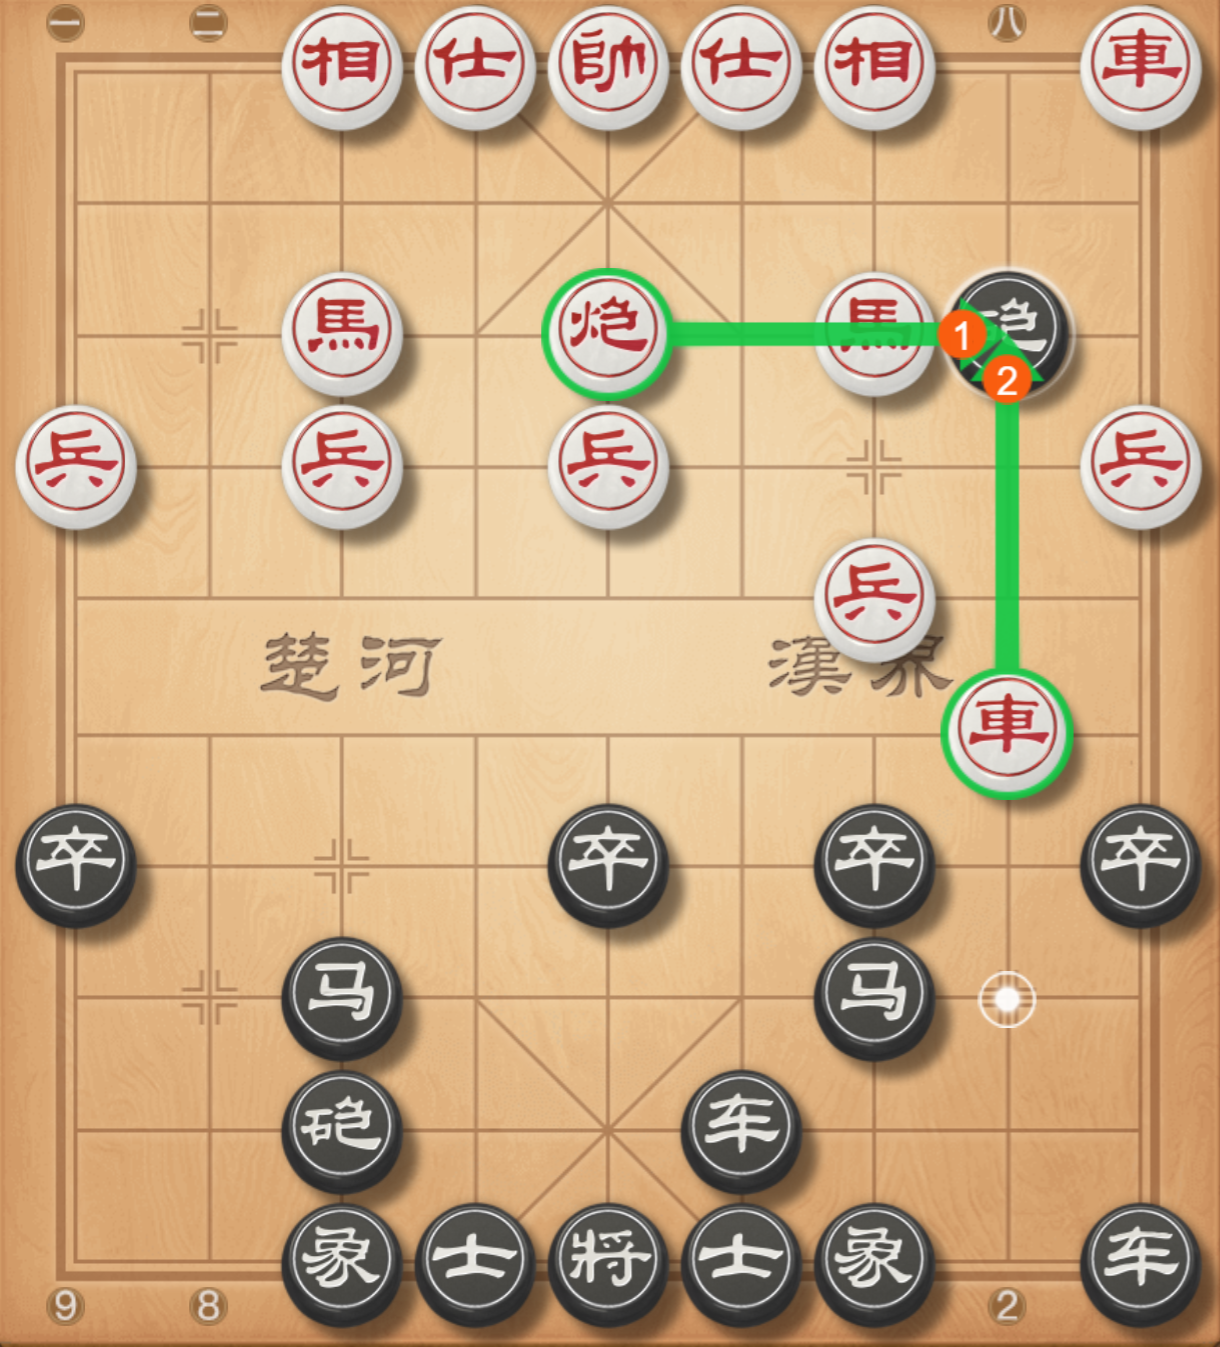 一 二 八
相 仕 帥 仕 相 車
馬 炮 馬 1 砲
2
兵 兵 兵 兵
兵
楚河 漢界
車
卒 卒 卒 卒
马 马
砲 车
象 士 将 士 象 车
9 8 2